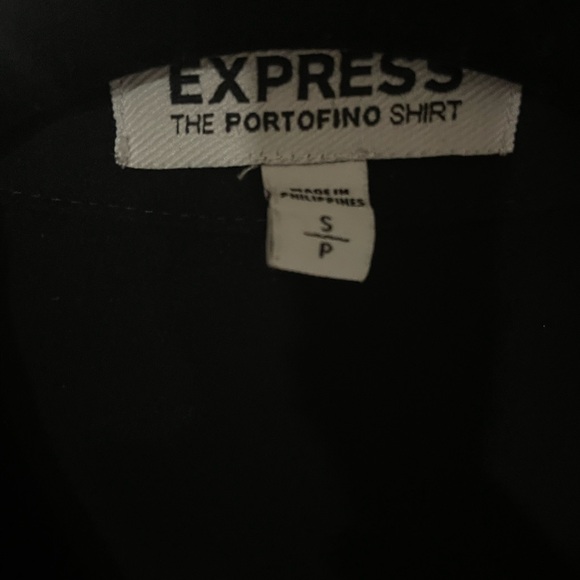 EXPRESS
THE PORTOFINO SHIRT
MADE IN
PHILIPPINES
S
P